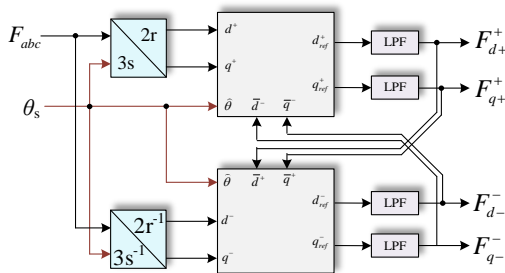 F_abc
θ_s
2r
3s
d⁺
q⁺
θ̂
d̄⁻ q̄⁻
d⁺_ref
q⁺_ref
LPF
LPF
F⁺_d+
F⁺_q+
2r⁻¹
3s⁻¹
θ̂
d̄⁺ q̄⁺
d⁻
q⁻
d⁻_ref
q⁻_ref
LPF
LPF
F⁻_d−
F⁻_q−